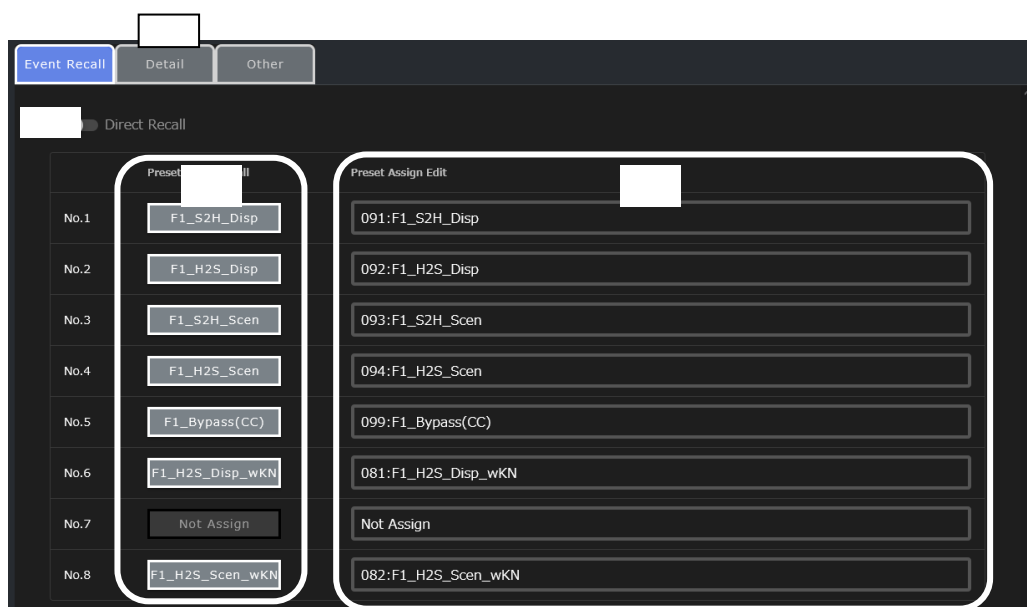 Event Recall Detail Other
Direct Recall
Preset ll Preset Assign Edit
No.1 F1_S2H_Disp 091:F1_S2H_Disp
No.2 F1_H2S_Disp 092:F1_H2S_Disp
No.3 F1_S2H_Scen 093:F1_S2H_Scen
No.4 F1_H2S_Scen 094:F1_H2S_Scen
No.5 F1_Bypass(CC) 099:F1_Bypass(CC)
No.6 F1_H2S_Disp_wKN 081:F1_H2S_Disp_wKN
No.7 Not Assign Not Assign
No.8 F1_H2S_Scen_wKN 082:F1_H2S_Scen_wKN